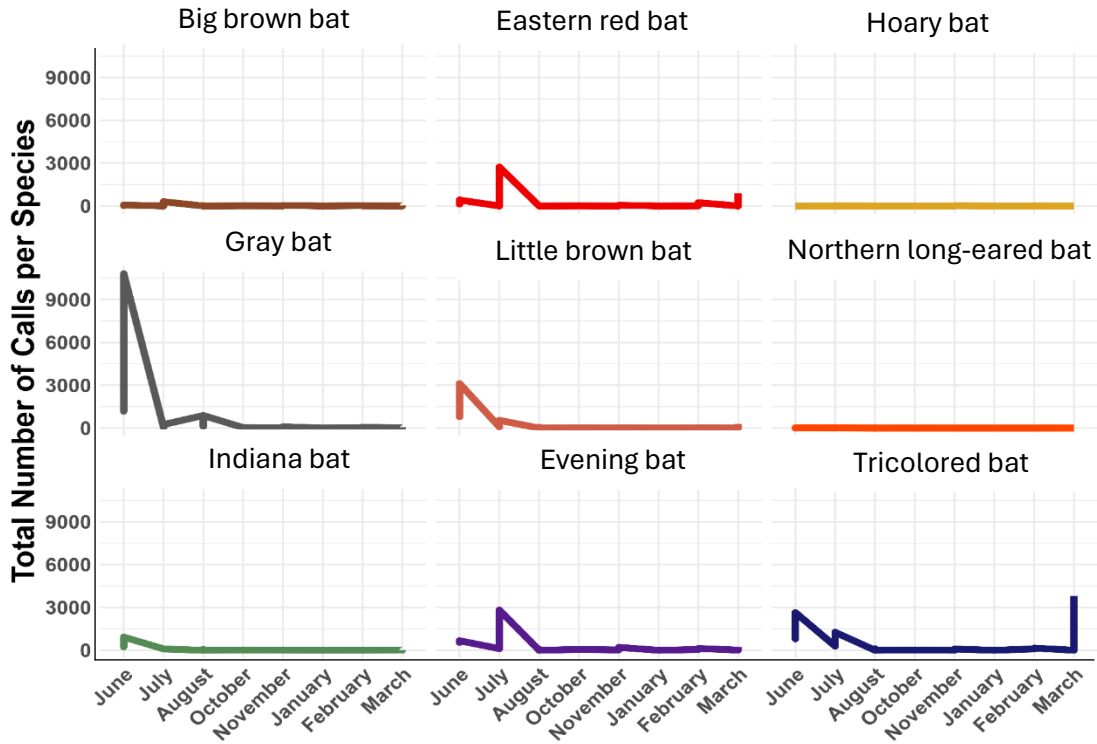 Big brown bat
Eastern red bat
Hoary bat
Total Number of Calls per Species
9000
6000
3000
0
Gray bat
Little brown bat
Northern long-eared bat
9000
6000
3000
0
Indiana bat
Evening bat
Tricolored bat
9000
6000
3000
0
June
July
August
October
November
January
February
March
June
July
August
October
November
January
February
March
June
July
August
October
November
January
February
March